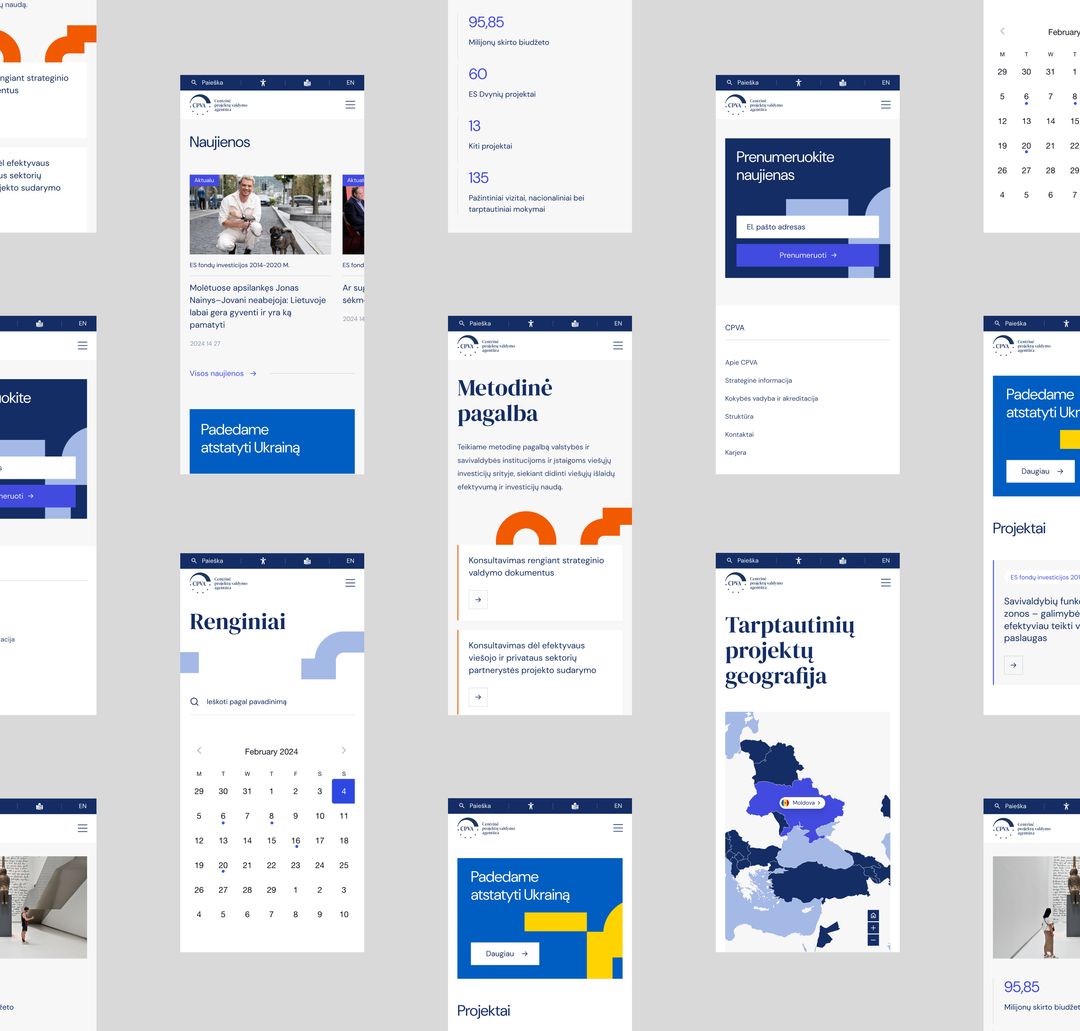 ų naudą.
engiant strateginio
entus
ėl efektyvaus
us sektorių
jekto sudarymo
EN
uokite
s
meruoti →
acija
EN
žeto
Paieška
EN
CPVA
Centrinė
projektų valdymo
agentūra
Naujienos
Aktualu
Aktual
ES fondų investicijos 2014-2020 M.
ES fond
Molėtuose apsilankęs Jonas
Nainys–Jovani neabejoja: Lietuvoje
labai gera gyventi ir yra ką
pamatyti
Ar sug
sėkm
2024 14 27
2024 14
Visos naujienos →
Padedame
atstatyti Ukrainą
Paieška
EN
CPVA
Centrinė
projektų valdymo
agentūra
Renginiai
Ieškoti pagal pavadinimą
February 2024
M T W T F S S
29 30 31 1 2 3 4
5 6 7 8 9 10 11
12 13 14 15 16 17 18
19 20 21 22 23 24 25
26 27 28 29 1 2 3
4 5 6 7 8 9 10
95,85
Milijonų skirto biudžeto
60
ES Dvynių projektai
13
Kiti projektai
135
Pažintiniai vizitai, nacionaliniai bei
tarptautiniai mokymai
Paieška
EN
CPVA
Centrinė
projektų valdymo
agentūra
Metodinė
pagalba
Teikiame metodinę pagalbą valstybės ir
savivaldybės institucijoms ir įstaigoms viešųjų
investicijų srityje, siekiant didinti viešųjų išlaidų
efektyvumą ir investicijų naudą.
Konsultavimas rengiant strateginio
valdymo dokumentus
→
Konsultavimas dėl efektyvaus
viešojo ir privataus sektorių
partnerystės projekto sudarymo
→
Paieška
EN
CPVA
Centrinė
projektų valdymo
agentūra
Padedame
atstatyti Ukrainą
Daugiau →
Projektai
Paieška
EN
CPVA
Centrinė
projektų valdymo
agentūra
Prenumeruokite
naujienas
El. pašto adresas
Prenumeruoti →
CPVA
Apie CPVA
Strateginė informacija
Kokybės vadyba ir akreditacija
Struktūra
Kontaktai
Karjera
Paieška
EN
CPVA
Centrinė
projektų valdymo
agentūra
Tarptautinių
projektų
geografija
Moldova >
+
−
February
M T W T
29 30 31 1
5 6 7 8
12 13 14 15
19 20 21 22
26 27 28 29
4 5 6 7
Paieška
CPVA
Centrinė
projektų valdymo
agentūra
Padedame
atstatyti Ukr
Daugiau →
Projektai
ES fondų investicijos 201
Savivaldybių funkc
zonos – galimybė
efektyviau teikti v
paslaugas
→
Paieška
CPVA
Centrinė
projektų valdymo
agentūra
95,85
Milijonų skirto biudže